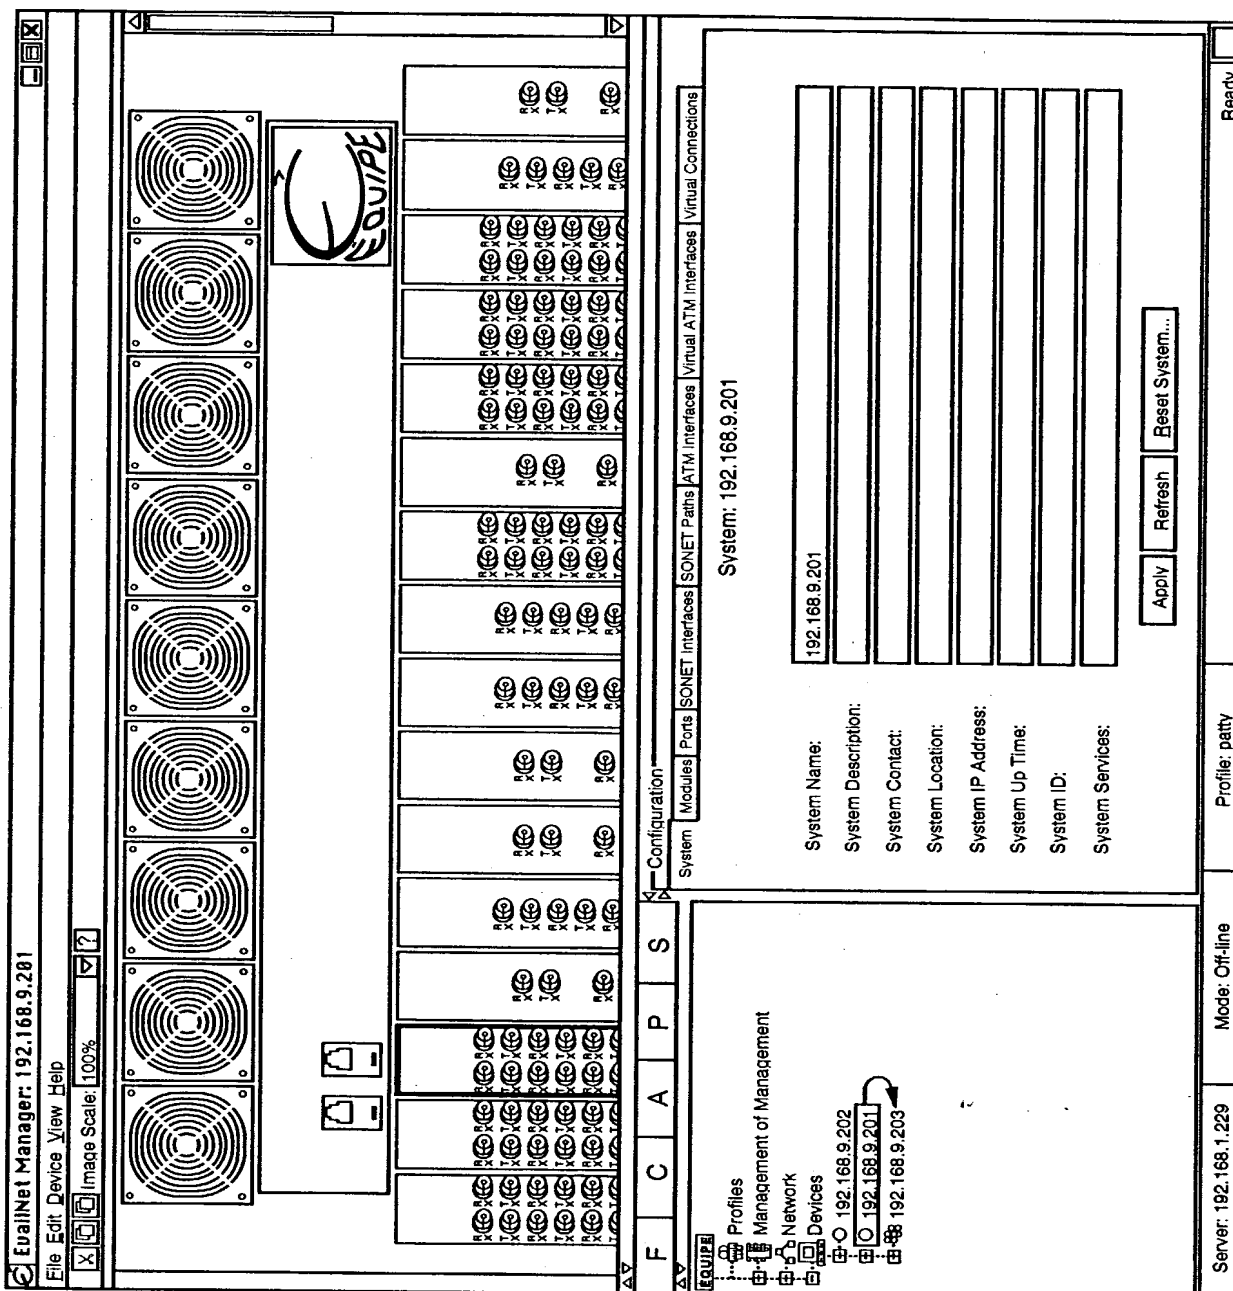 EvallNet Manager: 192.168.9.201
File Edit Device View Help
X Image Scale: 100% ?
EQUIPE
F C A P S
EQUIPE
Profiles
Management of Management
Network
Devices
192.168.9.202
192.168.9.201
192.168.9.203
Configuration
System Modules Ports SONET Interfaces SONET Paths ATM Interfaces Virtual ATM Interfaces Virtual Connections
System: 192.168.9.201
System Name: 192.168.9.201
System Description:
System Contact:
System Location:
System IP Address:
System Up Time:
System ID:
System Services:
Apply Refresh Reset System...
Server: 192.168.1.229 Mode: Off-line Profile: patty Ready